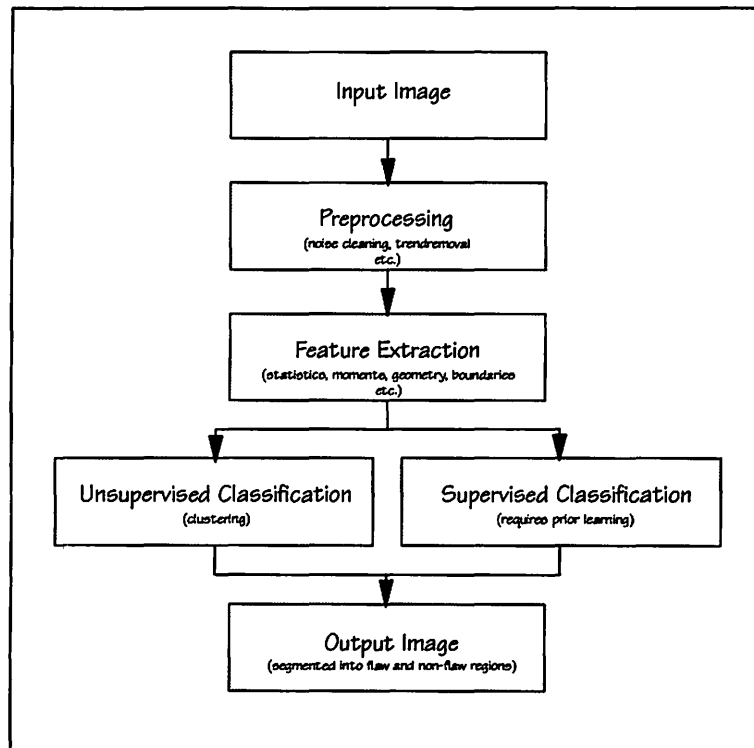 Input Image
Preprocessing
(noise cleaning, trendremoval
etc.)
Feature Extraction
(statistics, moments, geometry, boundaries
etc.)
Unsupervised Classification
(clustering)
Supervised Classification
(requires prior learning)
Output Image
(segmented into flaw and non-flaw regions)